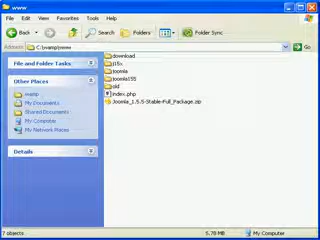 www
File Edit View Favorites Tools Help
Back Search Folders Folder Sync
Address C:\wamp\www Go
File and Folder Tasks
Other Places
wamp
My Documents
Shared Documents
My Computer
My Network Places
Details
download
j15x
joomla
joomla155
old
index.php
Joomla_1.5.5-Stable-Full_Package.zip
7 objects 5.78 MB My Computer